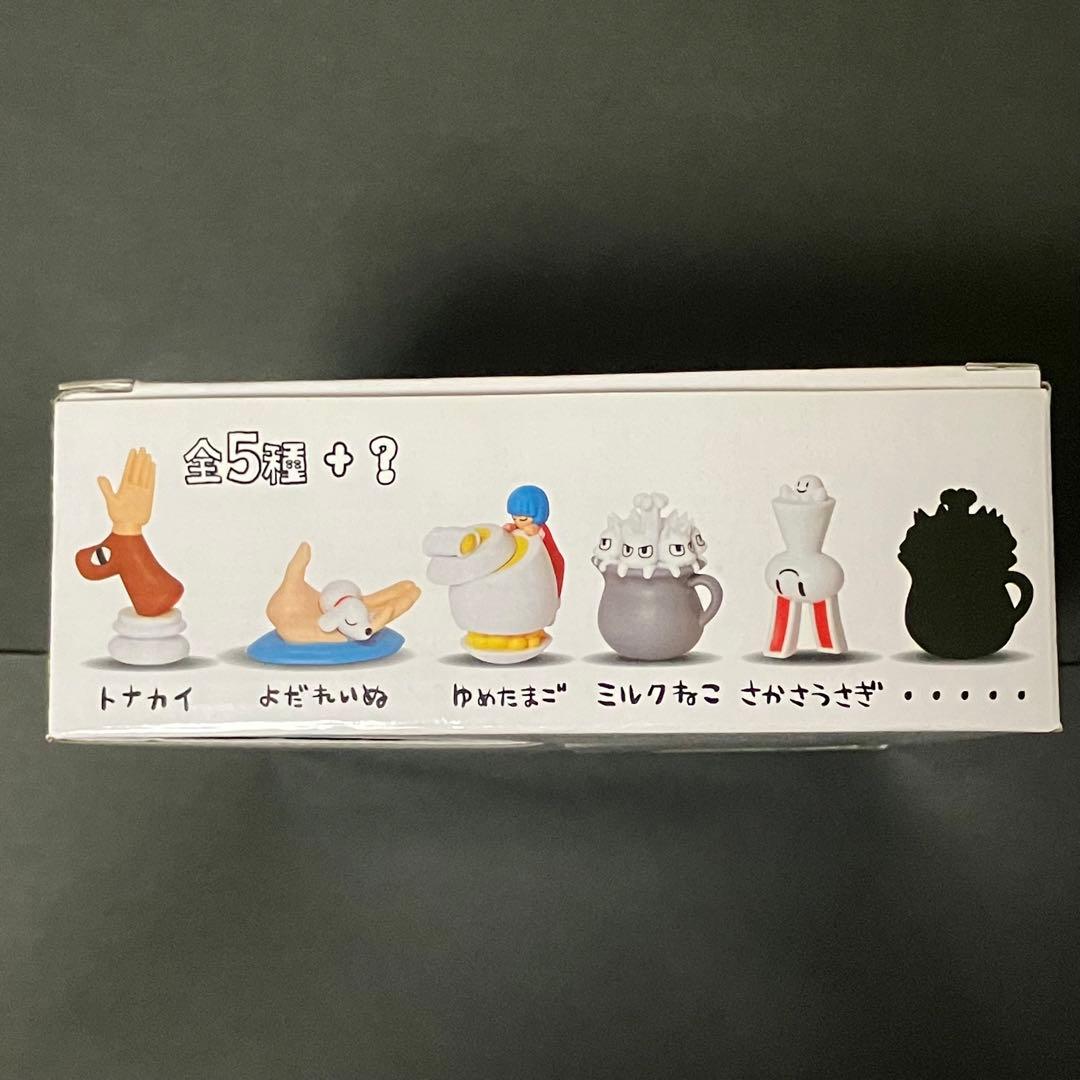 全5種 + ?
トナカイ
よだれいぬ
ゆめたまご
ミルクねこ
さかさうさぎ
・・・・・